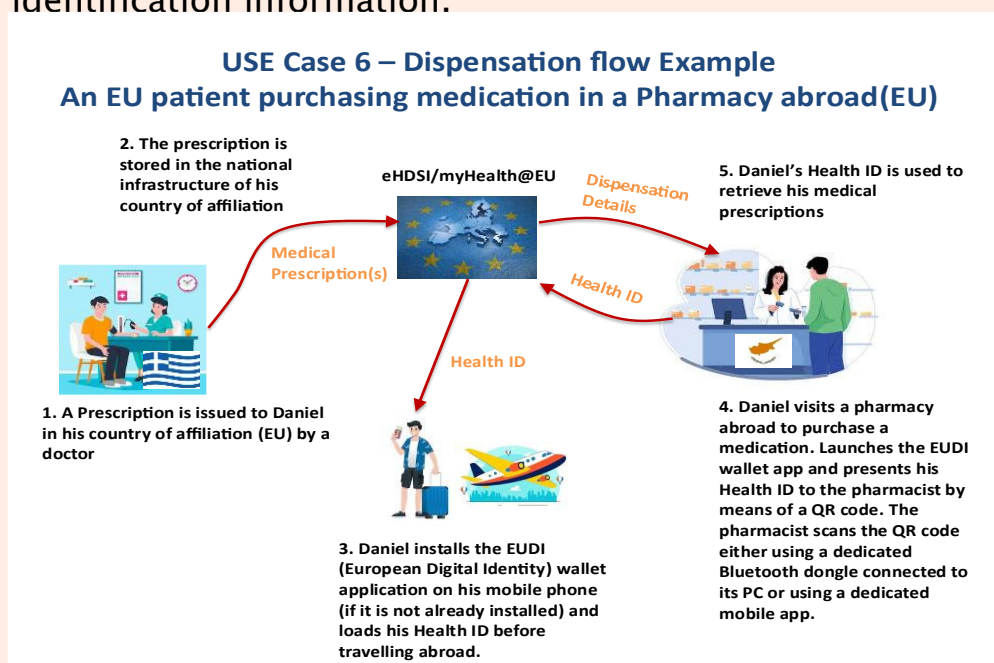 identification information.
USE Case 6 – Dispensation flow Example
An EU patient purchasing medication in a Pharmacy abroad(EU)
2. The prescription is
stored in the national
infrastructure of his
country of affiliation
eHDSI/myHealth@EU
Dispensation
Details
5. Daniel’s Health ID is used to
retrieve his medical
prescriptions
Medical
Prescription(s)
Health ID
Health ID
1. A Prescription is issued to Daniel
in his country of affiliation (EU) by a
doctor
4. Daniel visits a pharmacy
abroad to purchase a
medication. Launches the EUDI
wallet app and presents his
Health ID to the pharmacist by
means of a QR code. The
pharmacist scans the QR code
either using a dedicated
Bluetooth dongle connected to
its PC or using a dedicated
mobile app.
3. Daniel installs the EUDI
(European Digital Identity) wallet
application on his mobile phone
(if it is not already installed) and
loads his Health ID before
travelling abroad.